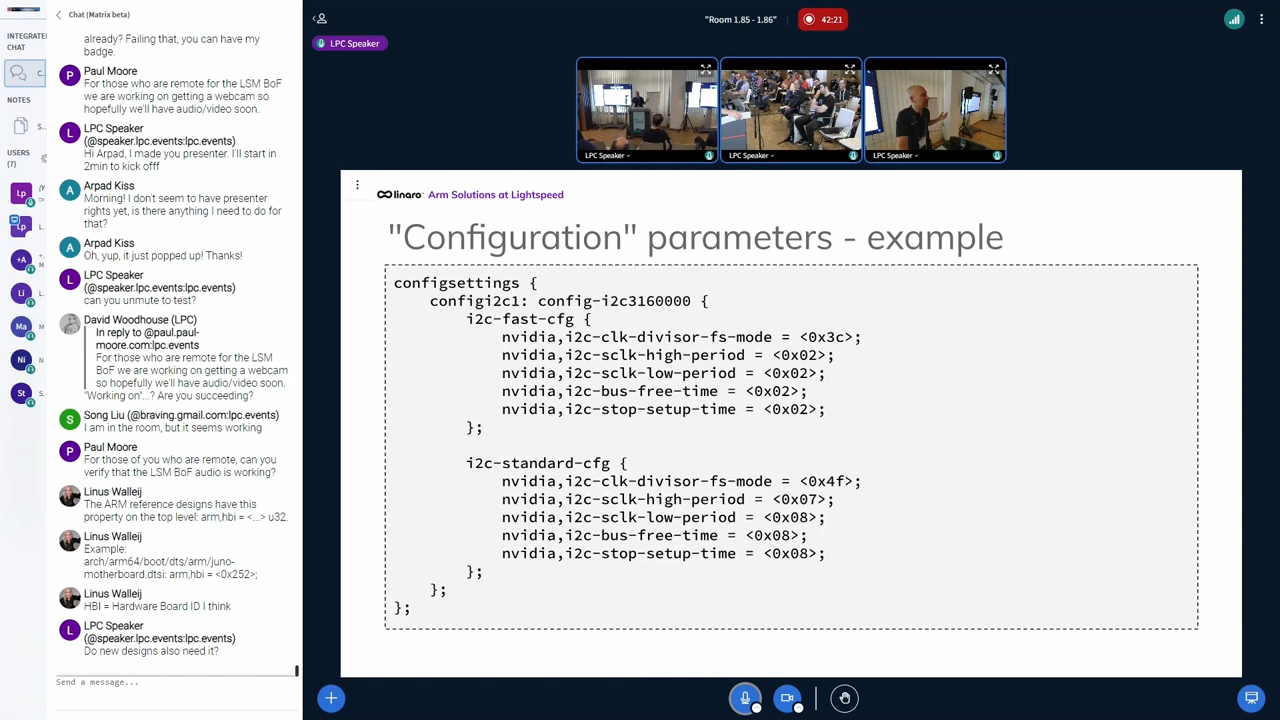 Chat (Matrix beta)
INTEGRATE
CHAT
C..
NOTES
S..
USERS
(7)
Lp
(Y
Lp
L.
+A
+.
M
Li
L.
Ma
M.
Ni
N.
St
S.
already? Failing that, you can have my
badge.
P
Paul Moore
For those who are remote for the LSM BoF
we are working on getting a webcam so
hopefully we'll have audio/video soon.
L
LPC Speaker
(@speaker.lpc.events:lpc.events)
Hi Arpad, I made you presenter. I'll start in
2min to kick offf
A
Arpad Kiss
Morning! I don't seem to have presenter
rights yet, is there anything I need to do for
that?
A
Arpad Kiss
Oh, yup, it just popped up! Thanks!
L
LPC Speaker
(@speaker.lpc.events:lpc.events)
can you unmute to test?
David Woodhouse (LPC)
In reply to @paul.paul-
moore.com:lpc.events
For those who are remote for the LSM
BoF we are working on getting a webcam
so hopefully we'll have audio/video soon.
"Working on"...? Are you succeeding?
S
Song Liu (@braving.gmail.com:lpc.events)
I am in the room, but it seems working
P
Paul Moore
For those of you who are remote, can you
verify that the LSM BoF audio is working?
Linus Walleij
The ARM reference designs have this
property on the top level: arm,hbi = <...> u32.
Linus Walleij
Example:
arch/arm64/boot/dts/arm/juno-
motherboard.dtsi: arm,hbi = <0x252>;
Linus Walleij
HBI = Hardware Board ID I think
L
LPC Speaker
(@speaker.lpc.events:lpc.events)
Do new designs also need it?
Send a message...
"Room 1.85 - 1.86"
42:21
LPC Speaker
LPC Speaker
LPC Speaker
LPC Speaker
linaro Arm Solutions at Lightspeed
"Configuration" parameters - example
configsettings {
configi2c1: config-i2c3160000 {
i2c-fast-cfg {
nvidia,i2c-clk-divisor-fs-mode = <0x3c>;
nvidia,i2c-sclk-high-period = <0x02>;
nvidia,i2c-sclk-low-period = <0x02>;
nvidia,i2c-bus-free-time = <0x02>;
nvidia,i2c-stop-setup-time = <0x02>;
};
i2c-standard-cfg {
nvidia,i2c-clk-divisor-fs-mode = <0x4f>;
nvidia,i2c-sclk-high-period = <0x07>;
nvidia,i2c-sclk-low-period = <0x08>;
nvidia,i2c-bus-free-time = <0x08>;
nvidia,i2c-stop-setup-time = <0x08>;
};
};
};